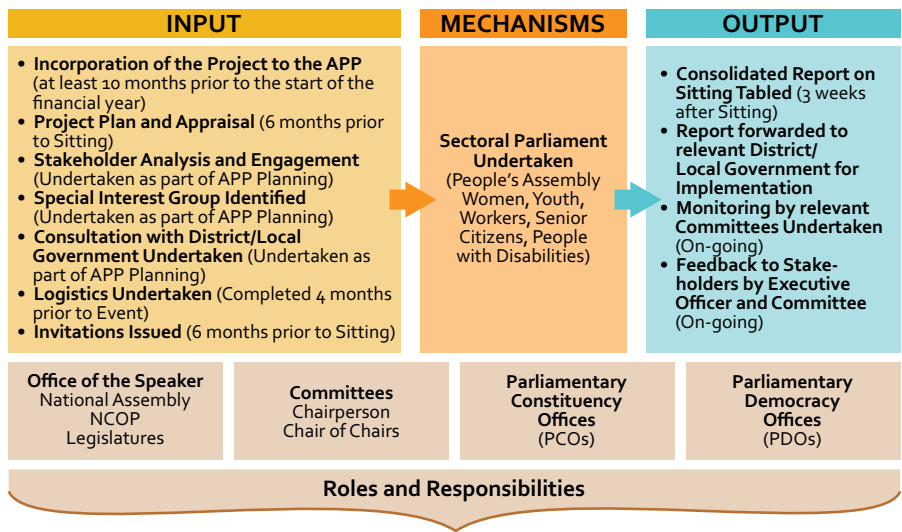 INPUT
• Incorporation of the Project to the APP
(at least 10 months prior to the start of the
financial year)
• Project Plan and Appraisal (6 months prior
to Sitting)
• Stakeholder Analysis and Engagement
(Undertaken as part of APP Planning)
• Special Interest Group Identified
(Undertaken as part of APP Planning)
• Consultation with District/Local
Government Undertaken (Undertaken as
part of APP Planning)
• Logistics Undertaken (Completed 4 months
prior to Event)
• Invitations Issued (6 months prior to Sitting)
MECHANISMS
Sectoral Parliament
Undertaken
(People's Assembly
Women, Youth,
Workers, Senior
Citizens, People
with Disabilities)
OUTPUT
• Consolidated Report on
Sitting Tabled (3 weeks
after Sitting)
• Report forwarded to
relevant District/
Local Government for
Implementation
• Monitoring by relevant
Committees Undertaken
(On-going)
• Feedback to Stake-
holders by Executive
Officer and Committee
(On-going)
Office of the Speaker
National Assembly
NCOP
Legislatures
Committees
Chairperson
Chair of Chairs
Parliamentary
Constituency
Offices
(PCOs)
Parliamentary
Democracy
Offices
(PDOs)
Roles and Responsibilities